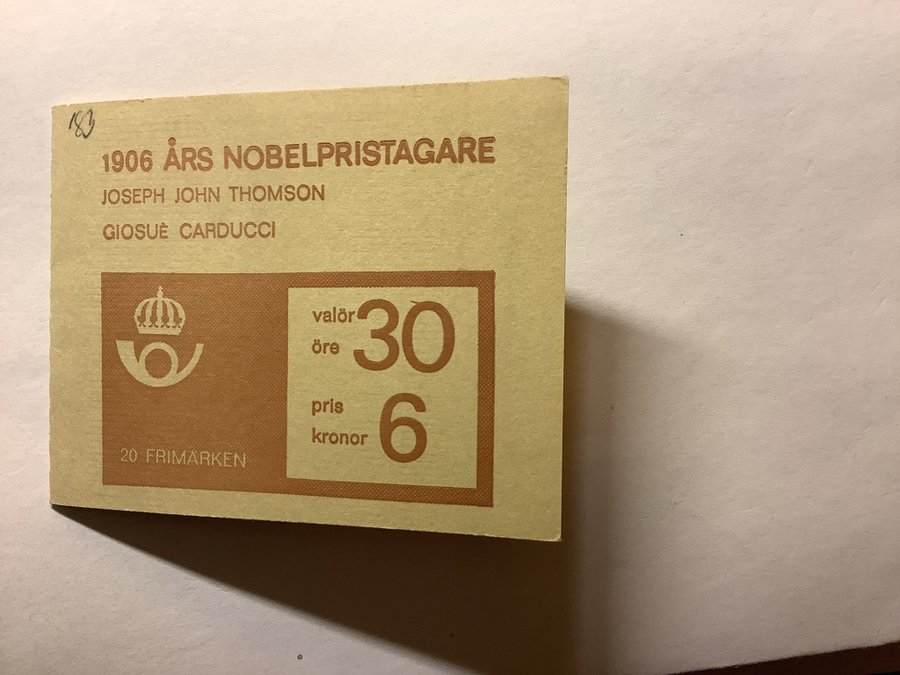 183
1906 ÅRS NOBELPRISTAGARE
JOSEPH JOHN THOMSON
GIOSUÈ CARDUCCI
valör 30
öre
pris 6
kronor
20 FRIMÄRKEN